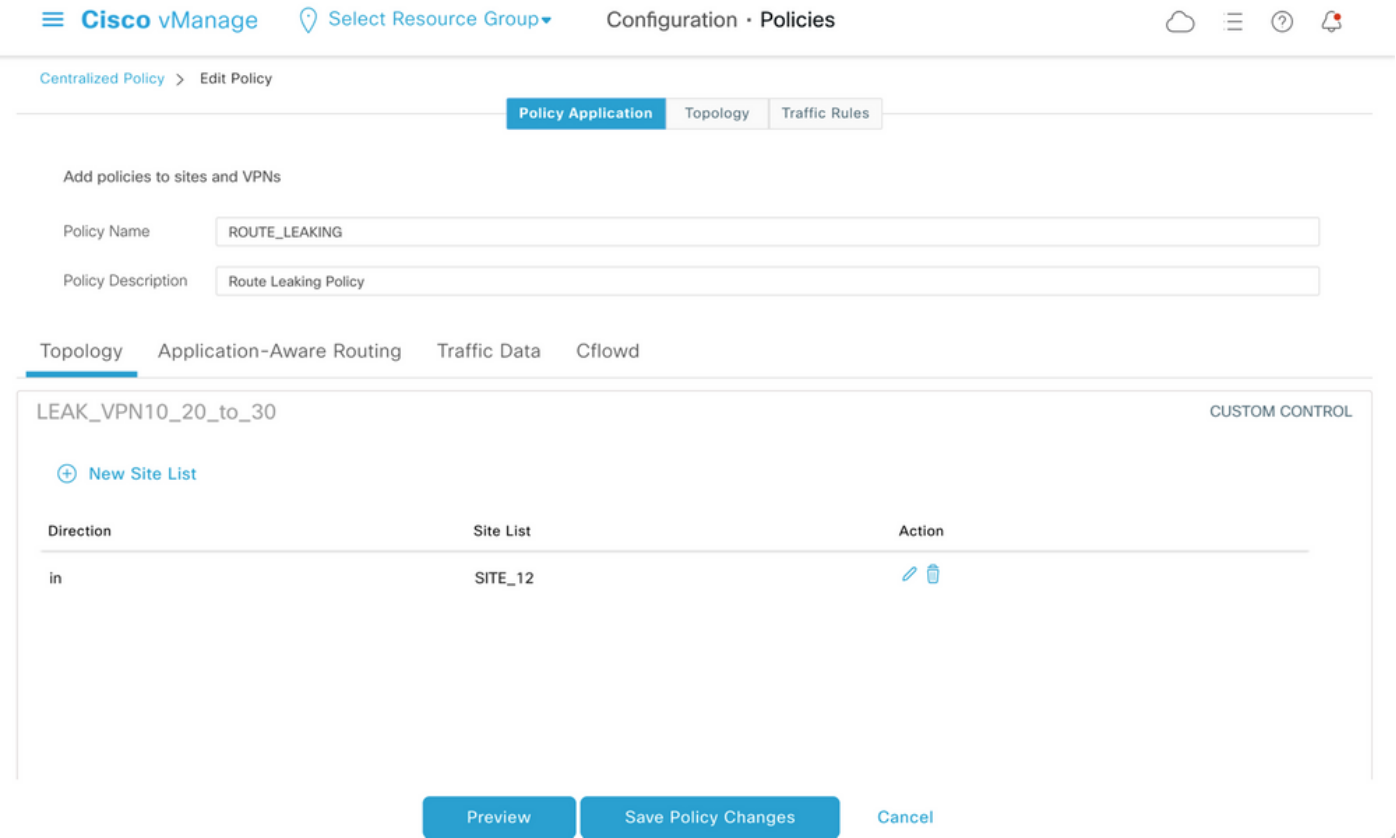 Cisco vManage Select Resource Group Configuration · Policies
Centralized Policy > Edit Policy
Policy Application Topology Traffic Rules
Add policies to sites and VPNs
Policy Name ROUTE_LEAKING
Policy Description Route Leaking Policy
Topology Application-Aware Routing Traffic Data Cflowd
LEAK_VPN10_20_to_30 CUSTOM CONTROL
New Site List
Direction Site List Action
in SITE_12
Preview Save Policy Changes Cancel